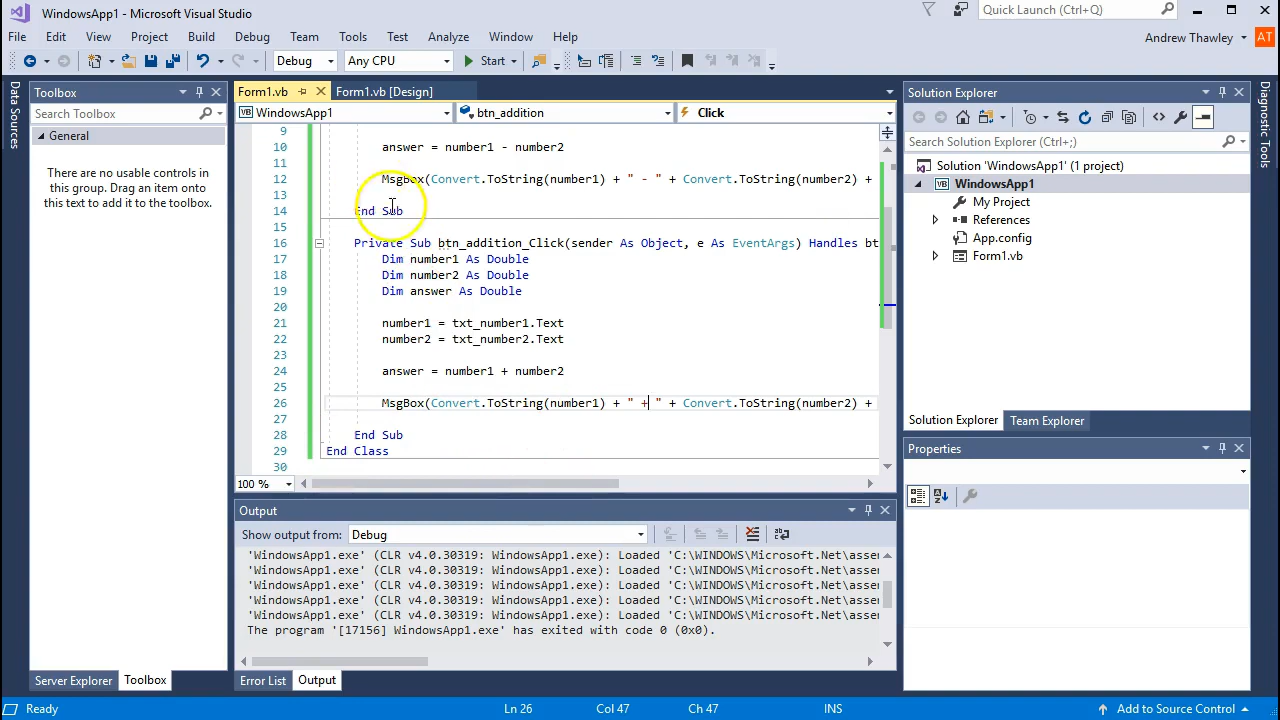 WindowsApp1 - Microsoft Visual Studio
Quick Launch (Ctrl+Q)
File Edit View Project Build Debug Team Tools Test Analyze Window Help
Andrew Thawley AT
Debug Any CPU Start
Data Sources
Toolbox
Search Toolbox
General
There are no usable controls in
this group. Drag an item onto
this text to add it to the toolbox.
Server Explorer Toolbox
Form1.vb Form1.vb [Design]
WindowsApp1 btn_addition Click
9
10 answer = number1 - number2
11
12 MsgBox(Convert.ToString(number1) + " - " + Convert.ToString(number2) +
13
14 End Sub
15
16 Private Sub btn_addition_Click(sender As Object, e As EventArgs) Handles bt
17 Dim number1 As Double
18 Dim number2 As Double
19 Dim answer As Double
20
21 number1 = txt_number1.Text
22 number2 = txt_number2.Text
23
24 answer = number1 + number2
25
26 MsgBox(Convert.ToString(number1) + " + " + Convert.ToString(number2) +
27
28 End Sub
29 End Class
30
100 %
Output
Show output from: Debug
'WindowsApp1.exe' (CLR v4.0.30319: WindowsApp1.exe): Loaded 'C:\WINDOWS\Microsoft.Net\asse
'WindowsApp1.exe' (CLR v4.0.30319: WindowsApp1.exe): Loaded 'C:\WINDOWS\Microsoft.Net\asse
'WindowsApp1.exe' (CLR v4.0.30319: WindowsApp1.exe): Loaded 'C:\WINDOWS\Microsoft.Net\asse
'WindowsApp1.exe' (CLR v4.0.30319: WindowsApp1.exe): Loaded 'C:\WINDOWS\Microsoft.Net\asse
'WindowsApp1.exe' (CLR v4.0.30319: WindowsApp1.exe): Loaded 'C:\WINDOWS\Microsoft.Net\asse
The program '[17156] WindowsApp1.exe' has exited with code 0 (0x0).
Error List Output
Solution Explorer
Search Solution Explorer (Ctrl+;)
Solution 'WindowsApp1' (1 project)
WindowsApp1
My Project
References
App.config
Form1.vb
Solution Explorer Team Explorer
Properties
Diagnostic Tools
Ready Ln 26 Col 47 Ch 47 INS Add to Source Control